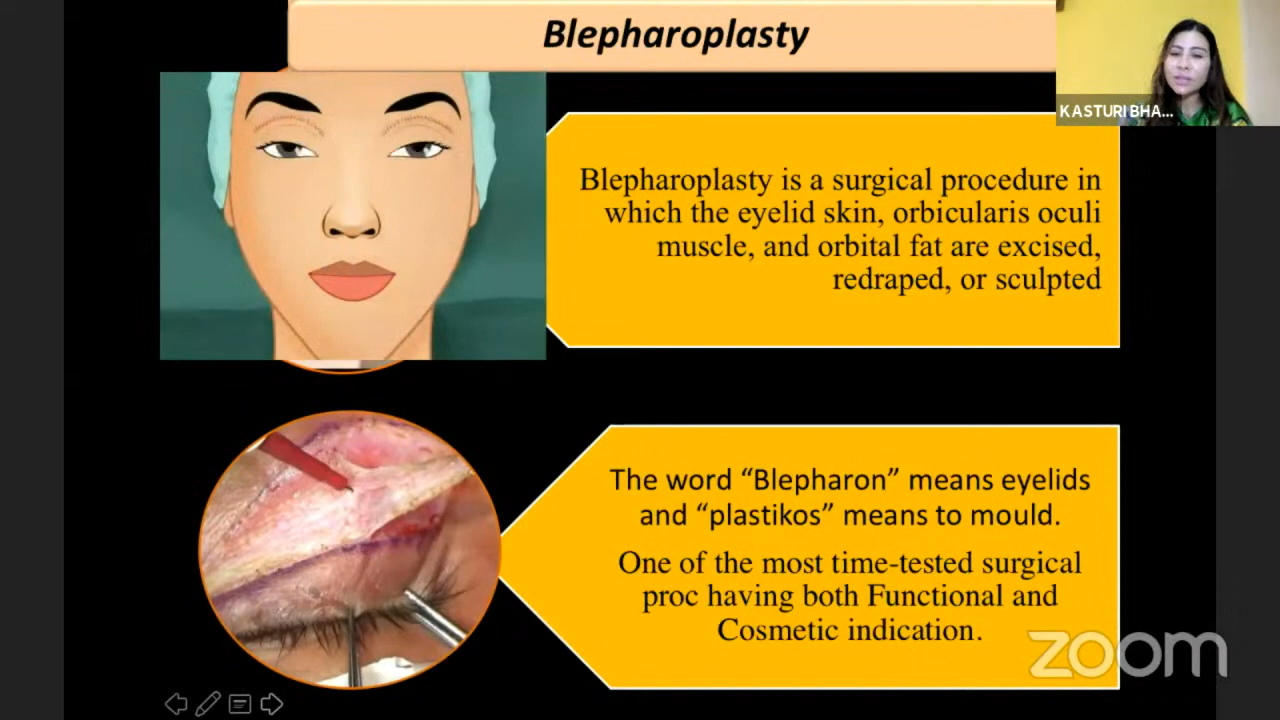 Blepharoplasty
KASTURI BHA...
Blepharoplasty is a surgical procedure in
which the eyelid skin, orbicularis oculi
muscle, and orbital fat are excised,
redraped, or sculpted
The word “Blepharon” means eyelids
and “plastikos” means to mould.
One of the most time-tested surgical
proc having both Functional and
Cosmetic indication.
zoom